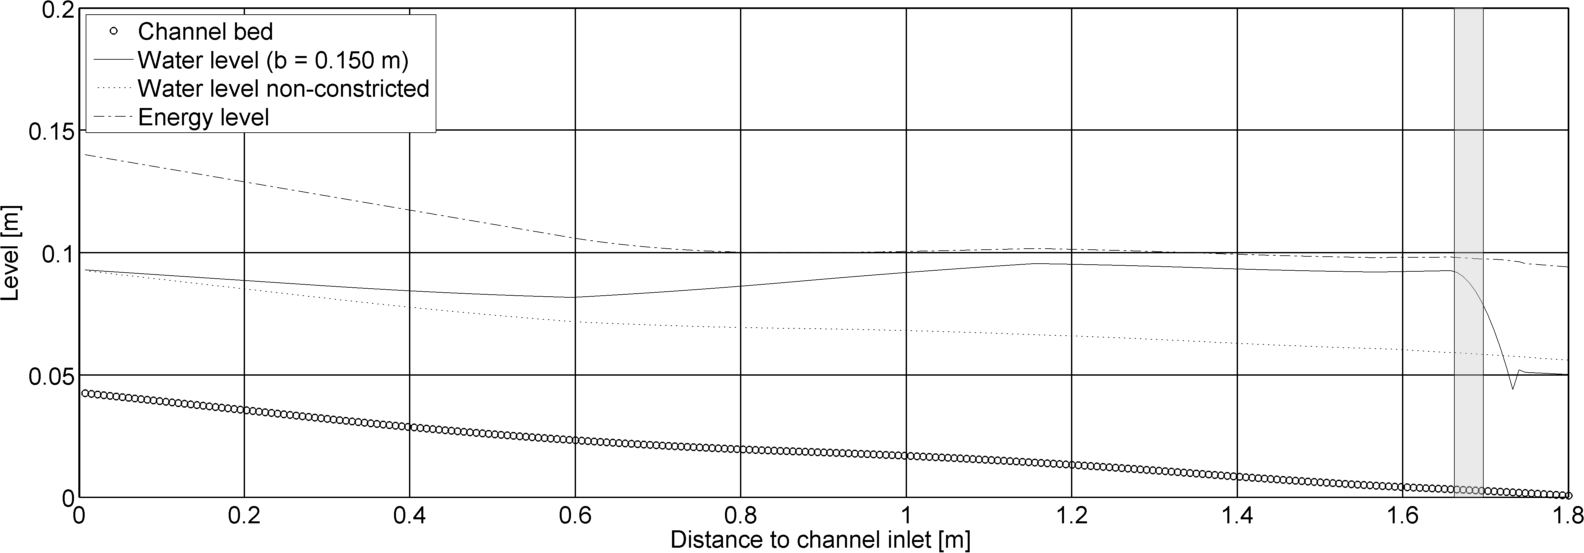 0.2
0.15
0.1
0.05
0
Level [m]
Channel bed
Water level (b = 0.150 m)
Water level non-constricted
Energy level
0 0.2 0.4 0.6 0.8 1 1.2 1.4 1.6 1.8
Distance to channel inlet [m]